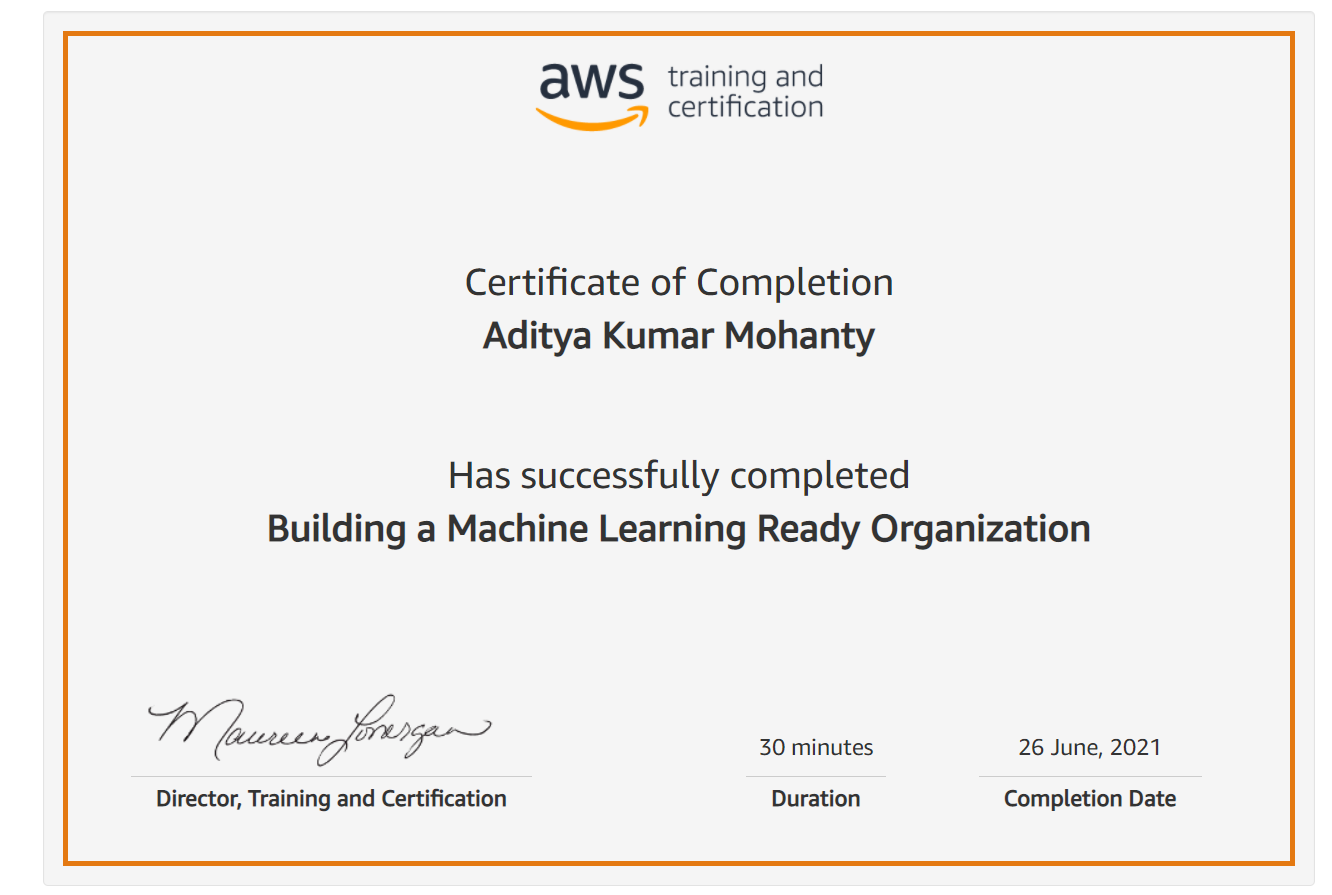 aws training and
certification
Certificate of Completion
Aditya Kumar Mohanty
Has successfully completed
Building a Machine Learning Ready Organization
Maureen Lonergan
Director, Training and Certification
30 minutes
Duration
26 June, 2021
Completion Date